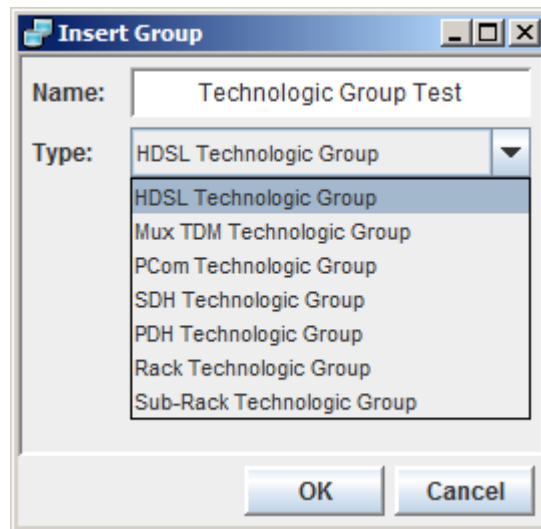 Insert Group
Name: Technologic Group Test
Type: HDSL Technologic Group
HDSL Technologic Group
Mux TDM Technologic Group
PCom Technologic Group
SDH Technologic Group
PDH Technologic Group
Rack Technologic Group
Sub-Rack Technologic Group
OK Cancel